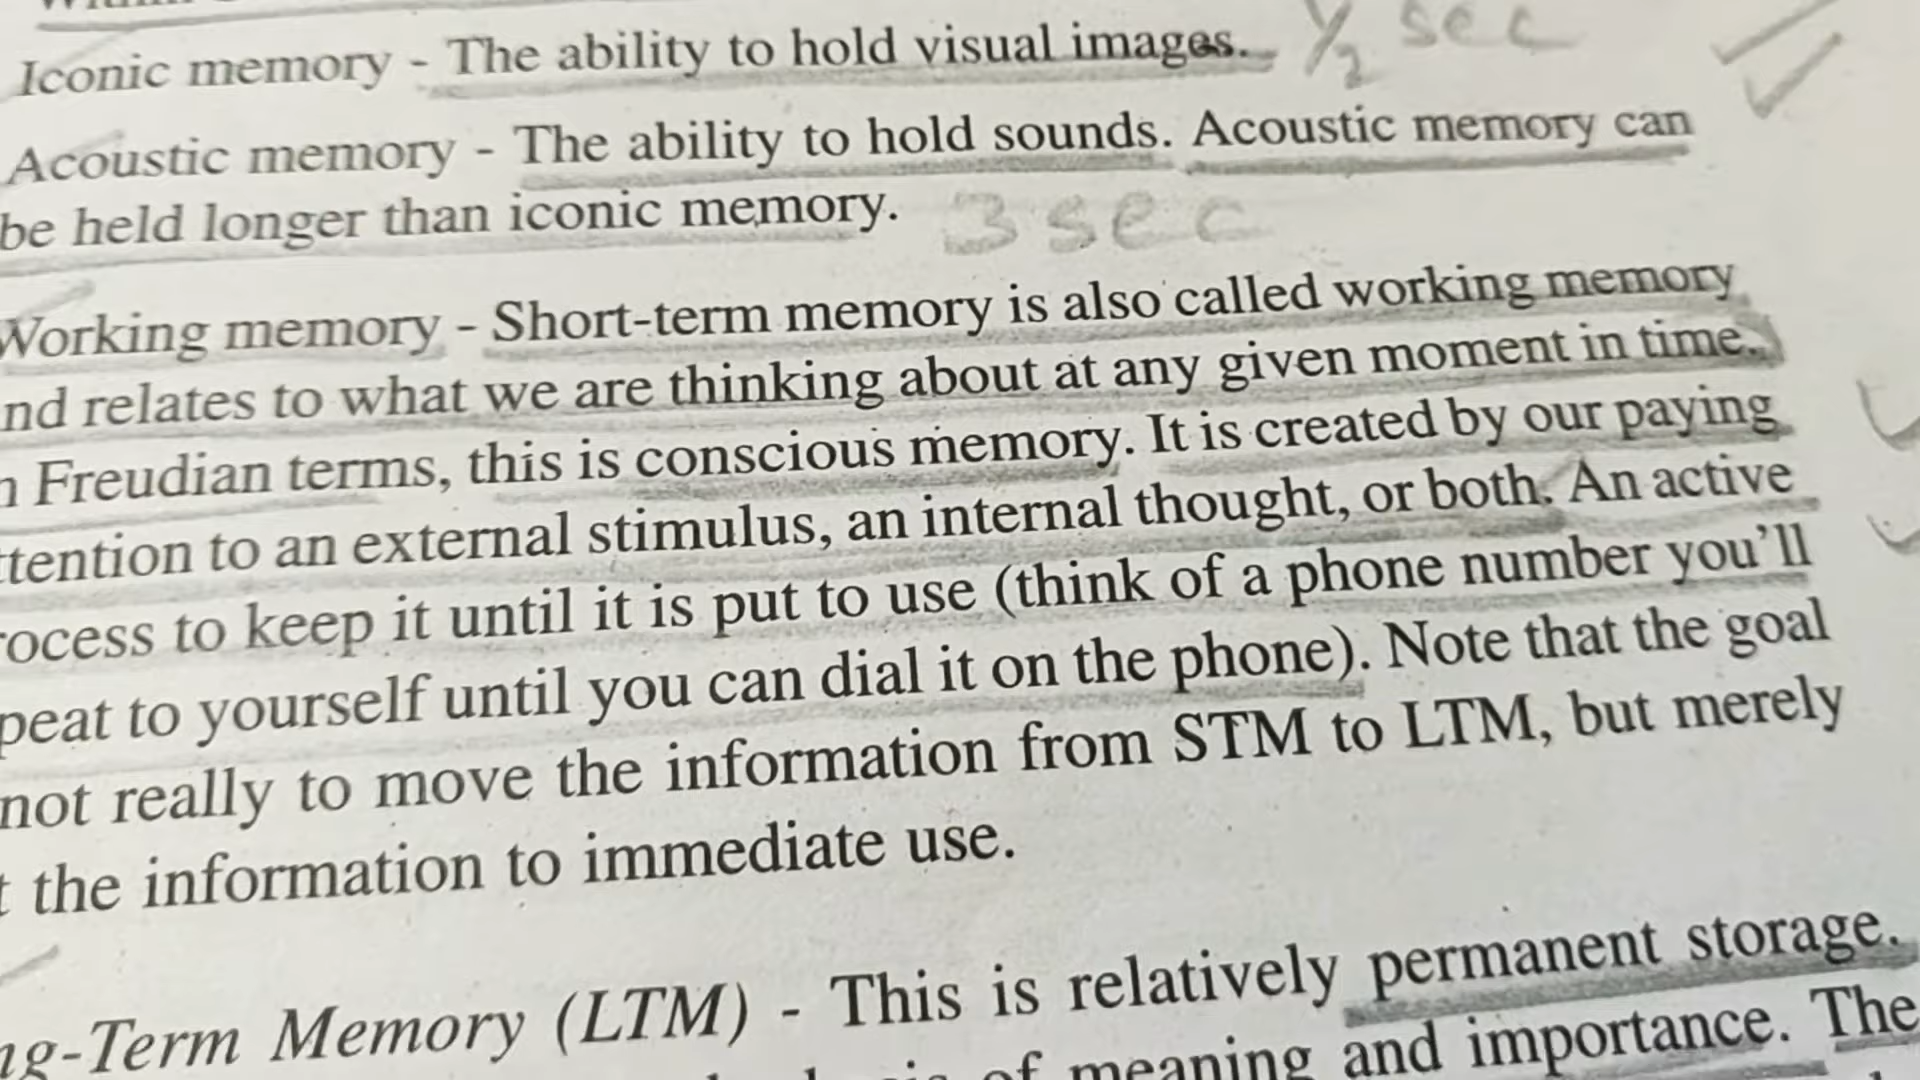 Iconic memory - The ability to hold visual images. 1/2 sec
Acoustic memory - The ability to hold sounds. Acoustic memory can
be held longer than iconic memory. 3 sec
Working memory - Short-term memory is also called working memory
nd relates to what we are thinking about at any given moment in time.
n Freudian terms, this is conscious memory. It is created by our paying
ttention to an external stimulus, an internal thought, or both. An active
rocess to keep it until it is put to use (think of a phone number you'll
peat to yourself until you can dial it on the phone). Note that the goal
not really to move the information from STM to LTM, but merely
t the information to immediate use.
ng-Term Memory (LTM) - This is relatively permanent storage.
of meaning and importance. The